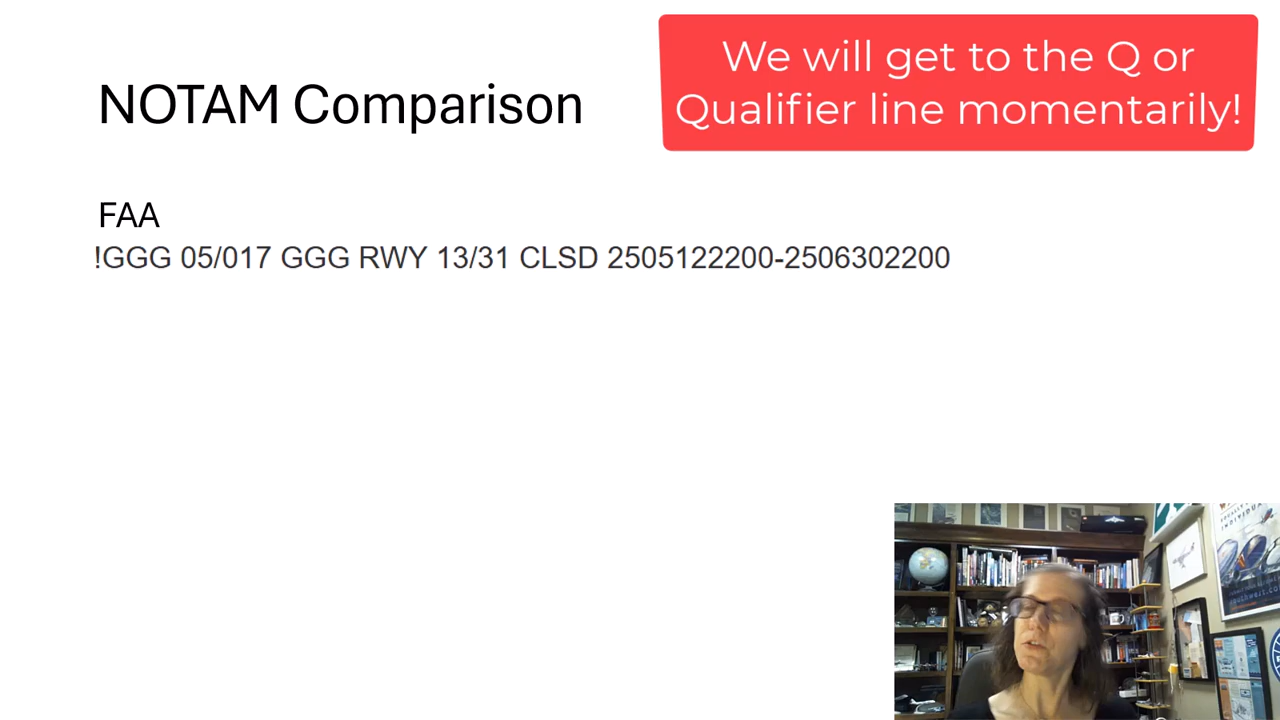 We will get to the Q or
Qualifier line momentarily!
NOTAM Comparison
FAA
!GGG 05/017 GGG RWY 13/31 CLSD 2505122200-2506302200